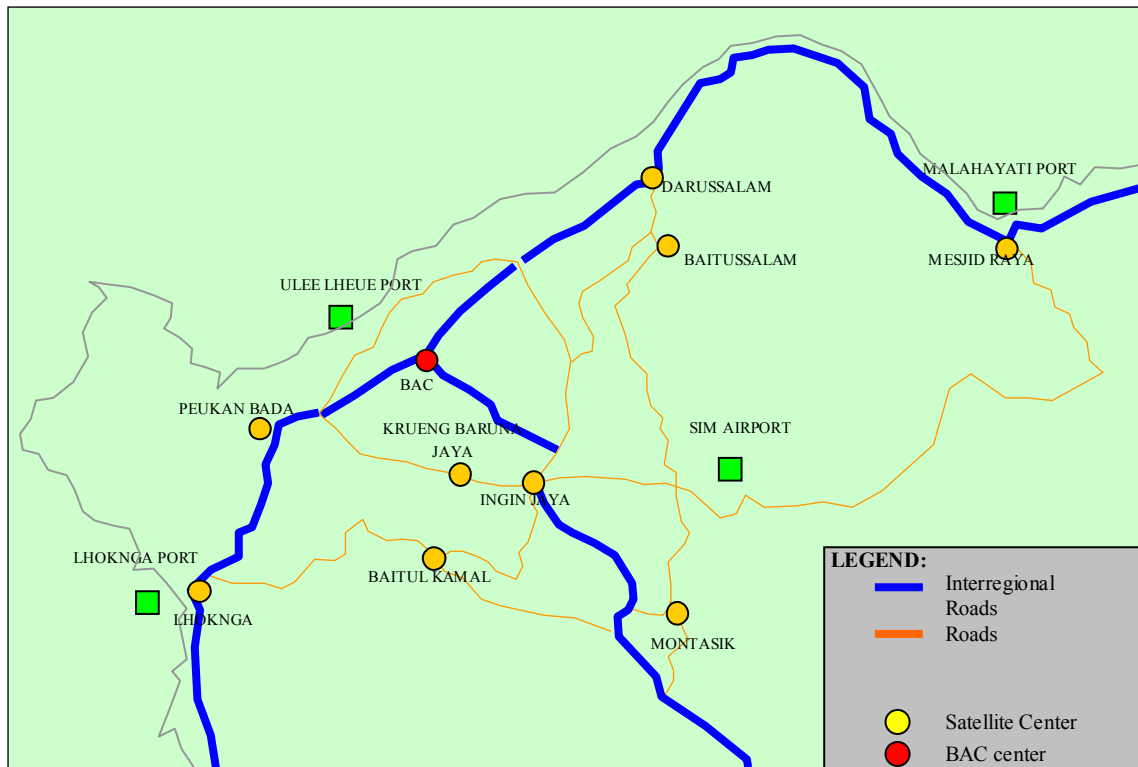 MALAHAYATI PORT
DARUSSALAM
BAITUSSALAM
MESJID RAYA
ULEE LHEUE PORT
BAC
PEUKAN BADA
KRUENG BARUNA
JAYA
SIM AIRPORT
INGIN JAYA
LHOKNGA PORT
BAITUL KAMAL
LHOKNGA
MONTASIK
LEGEND:
Interregional
Roads
Roads
Satellite Center
BAC center